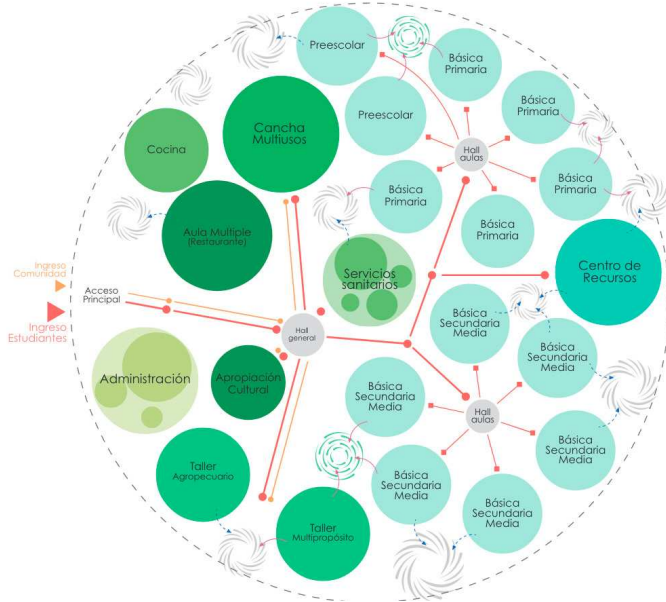 Preescolar
Básica
Primaria
Preescolar
Básica
Primaria
Cancha
Multiusos
Cocina
Hall
aulas
Básica
Primaria
Básica
Primaria
Aula Multiple
(Restaurante)
Básica
Primaria
Servicios
sanitarios
Centro de
Recursos
Ingreso
Comunidad
Acceso
Principal
Ingreso
Estudiantes
Hall
general
Básica
Secundaria
Media
Básica
Secundaria
Media
Administración
Apropiación
Cultural
Básica
Secundaria
Media
Hall
aulas
Básica
Secundaria
Media
Taller
Agropecuario
Básica
Secundaria
Media
Básica
Secundaria
Media
Taller
Multipropósito